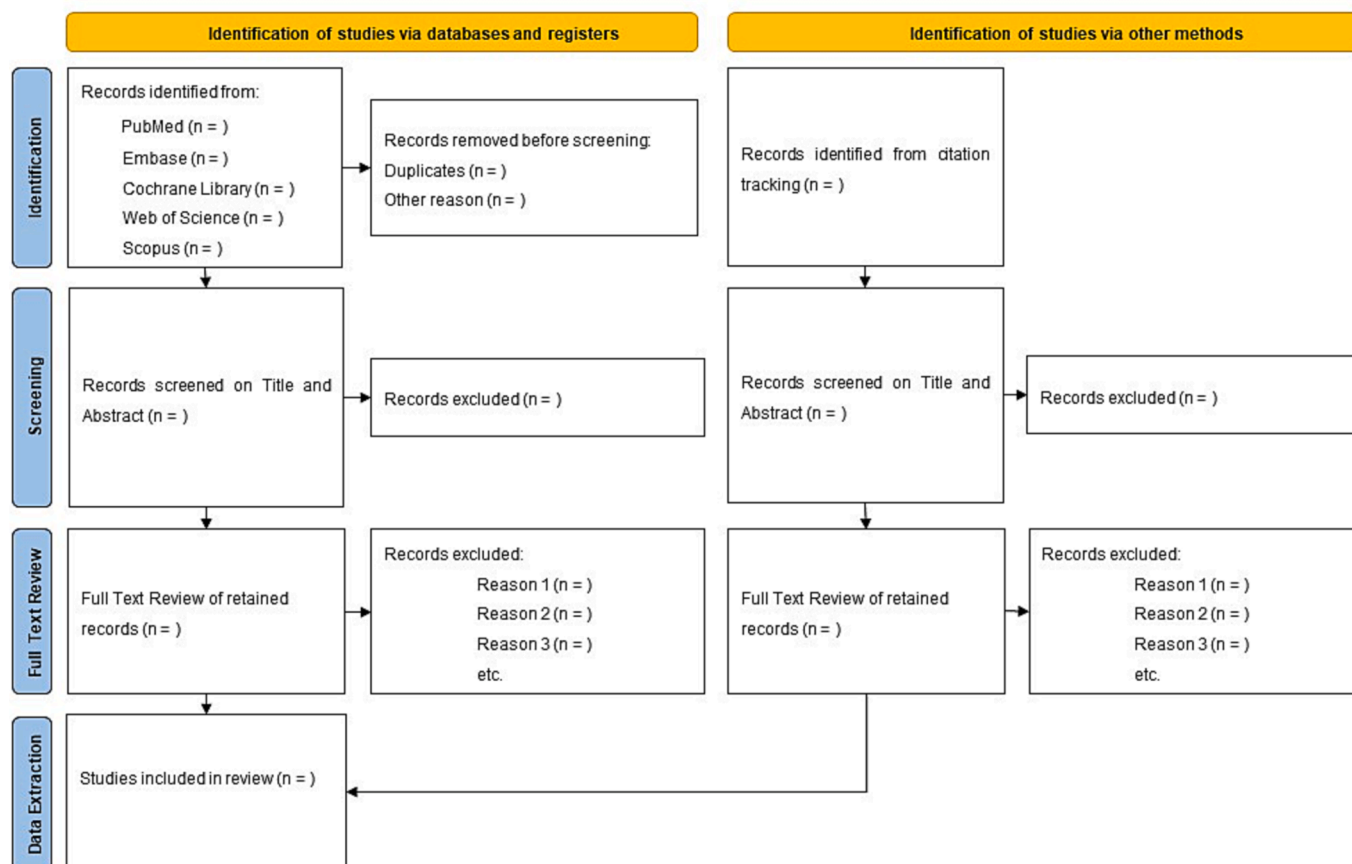 Identification of studies via databases and registers
Identification of studies via other methods
Identification
Records identified from:
PubMed (n = )
Embase (n = )
Cochrane Library (n = )
Web of Science (n = )
Scopus (n = )
Records removed before screening:
Duplicates (n = )
Other reason (n = )
Records identified from citation
tracking (n = )
Screening
Records screened on Title and
Abstract (n = )
Records excluded (n = )
Records screened on Title and
Abstract (n = )
Records excluded (n = )
Full Text Review
Full Text Review of retained
records (n = )
Records excluded:
Reason 1 (n = )
Reason 2 (n = )
Reason 3 (n = )
etc.
Full Text Review of retained
records (n = )
Records excluded:
Reason 1 (n = )
Reason 2 (n = )
Reason 3 (n = )
etc.
Data Extraction
Studies included in review (n = )